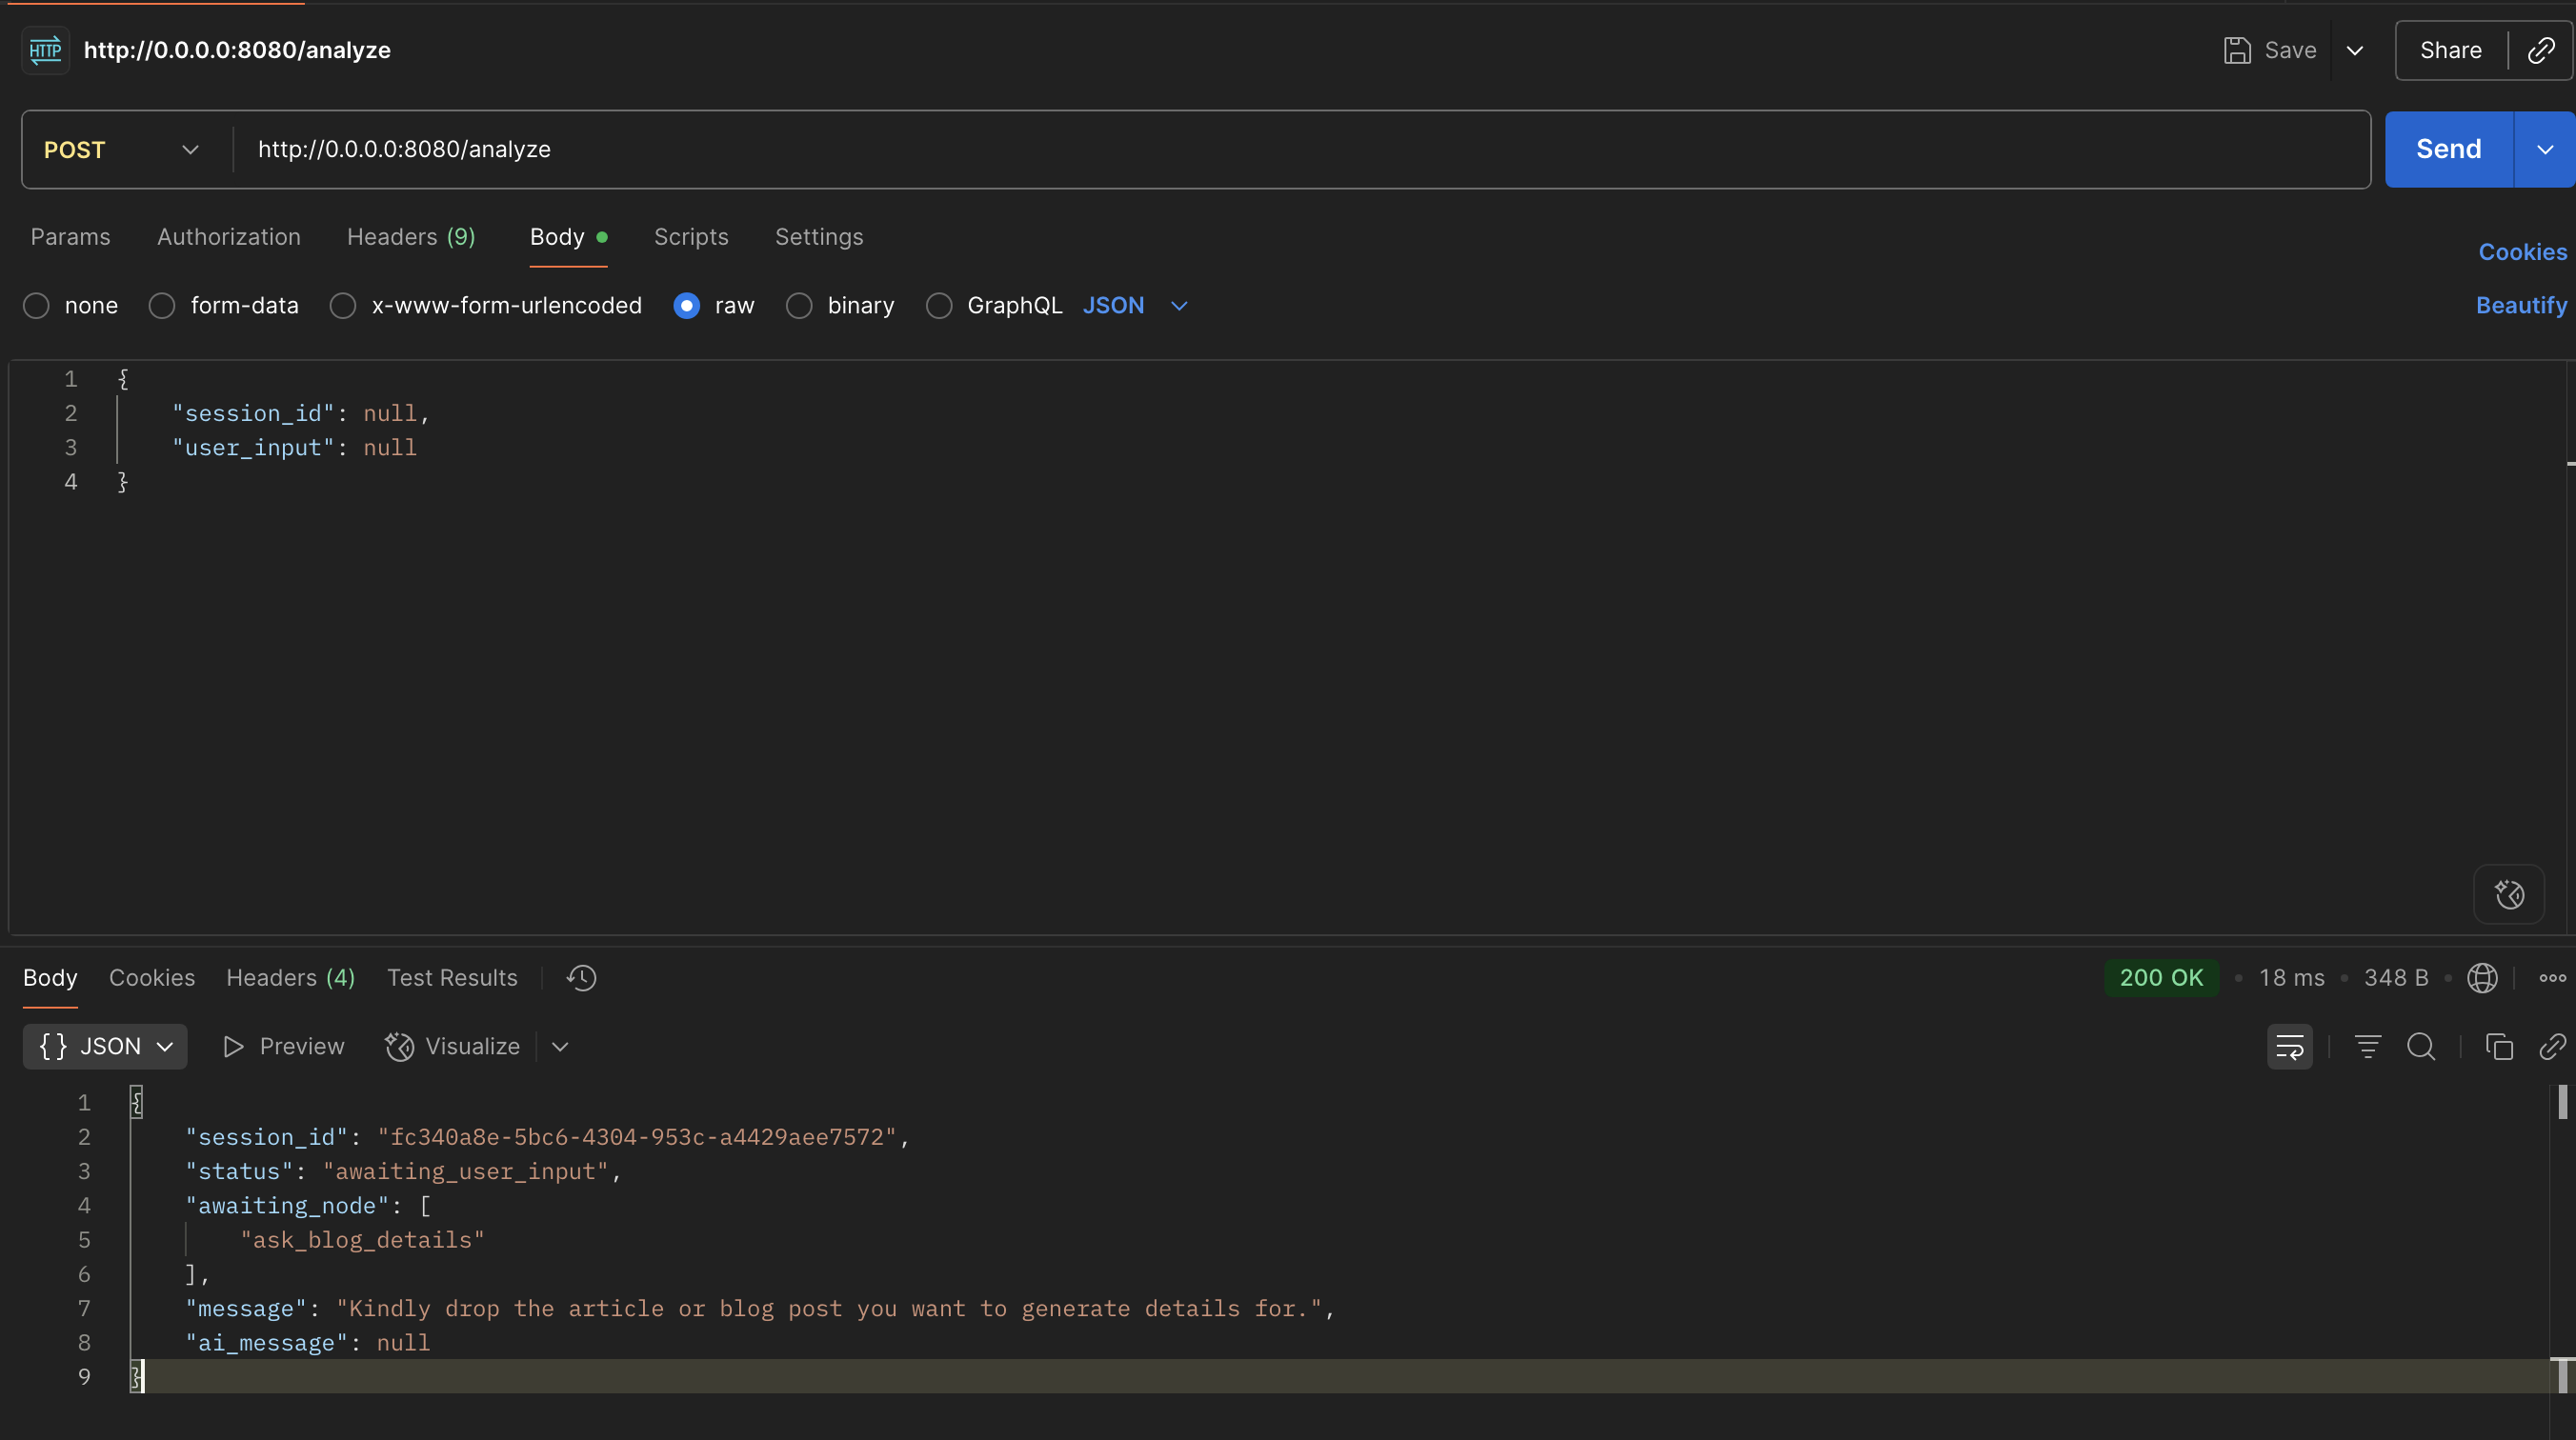 HTTP http://0.0.0.0:8080/analyze Save Share
POST http://0.0.0.0:8080/analyze Send
Params Authorization Headers (9) Body Scripts Settings Cookies
none form-data x-www-form-urlencoded raw binary GraphQL JSON Beautify
1 {
2 "session_id": null,
3 "user_input": null
4 }
Body Cookies Headers (4) Test Results 200 OK • 18 ms • 348 B •
{ } JSON Preview Visualize
1 {
2 "session_id": "fc340a8e-5bc6-4304-953c-a4429aee7572",
3 "status": "awaiting_user_input",
4 "awaiting_node": [
5 "ask_blog_details"
6 ],
7 "message": "Kindly drop the article or blog post you want to generate details for.",
8 "ai_message": null
9 }